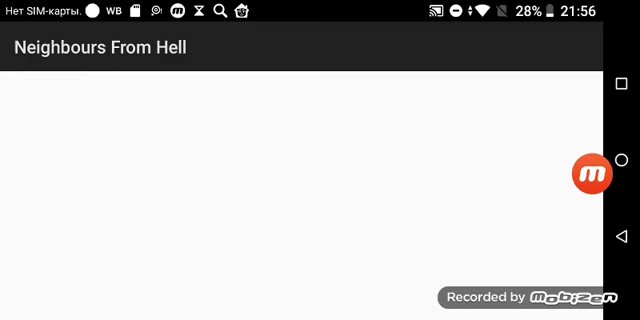 Нет SIM-карты. WB 28% 21:56
Neighbours From Hell
m
Recorded by Mobizen